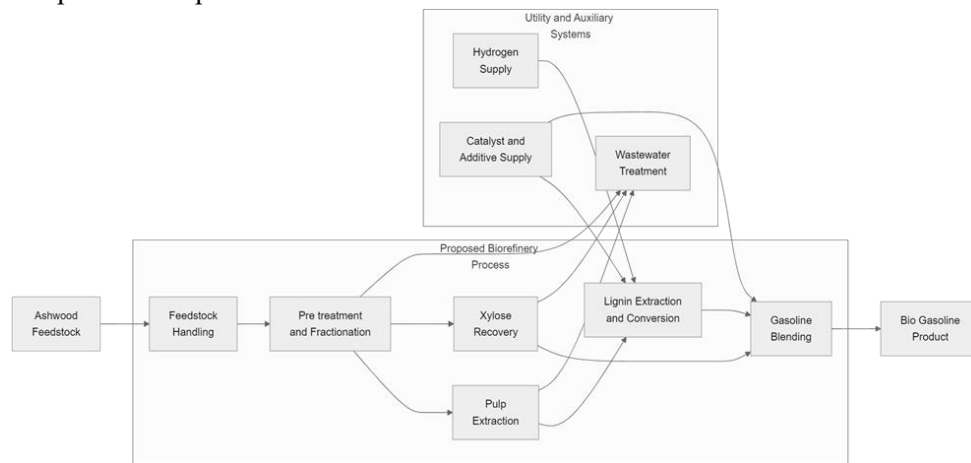 Utility and Auxiliary
Systems
Hydrogen
Supply
Catalyst and
Additive Supply
Wastewater
Treatment
Proposed Biorefinery
Process
Ashwood
Feedstock
Feedstock
Handling
Pre treatment
and Fractionation
Xylose
Recovery
Lignin Extraction
and Conversion
Gasoline
Blending
Bio Gasoline
Product
Pulp
Extraction